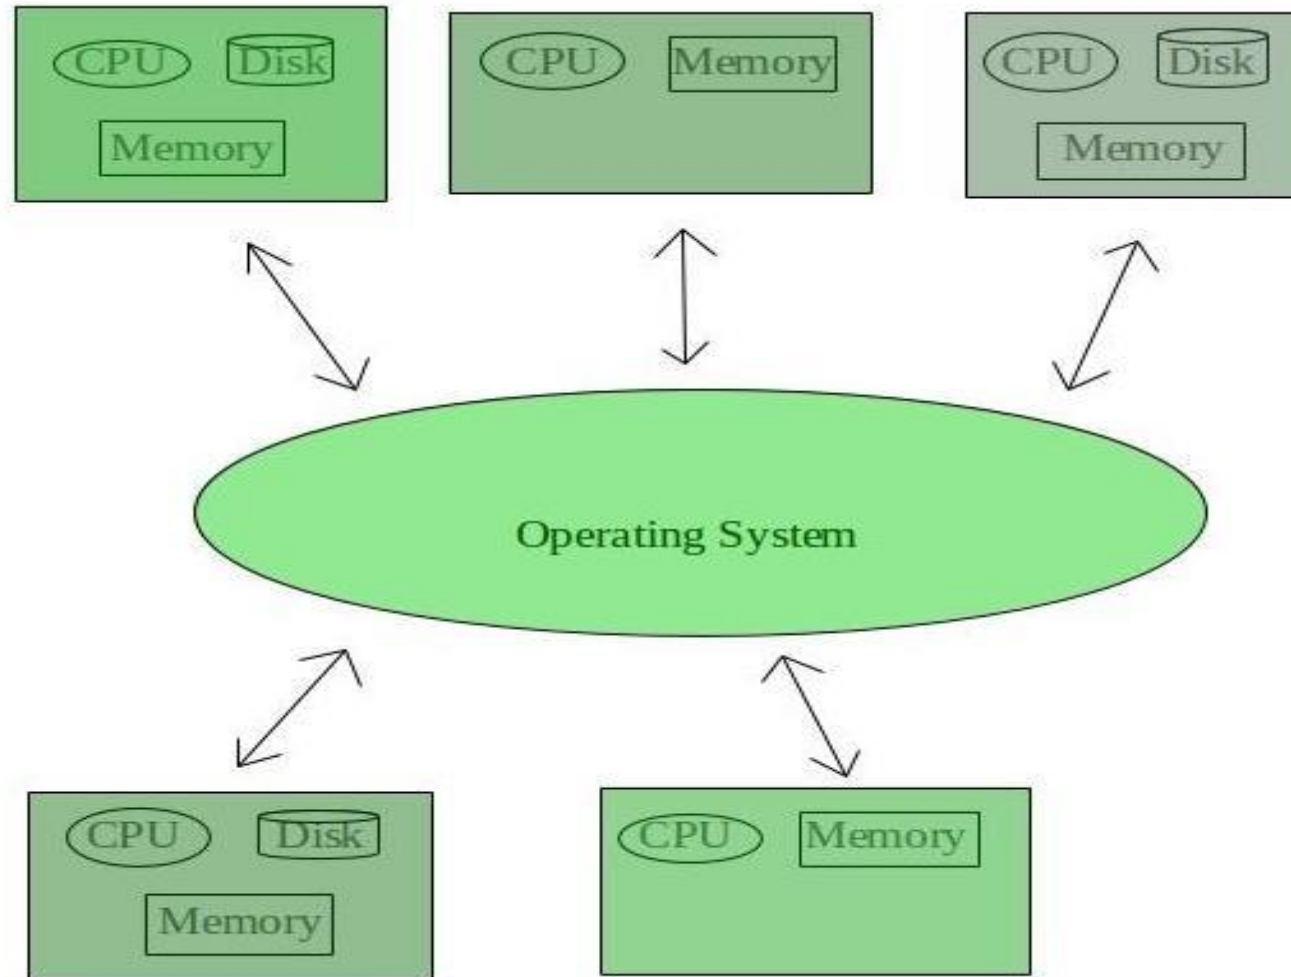 CPU Disk
Memory
CPU Memory
CPU Disk
Memory
Operating System
CPU Disk
Memory
CPU Memory